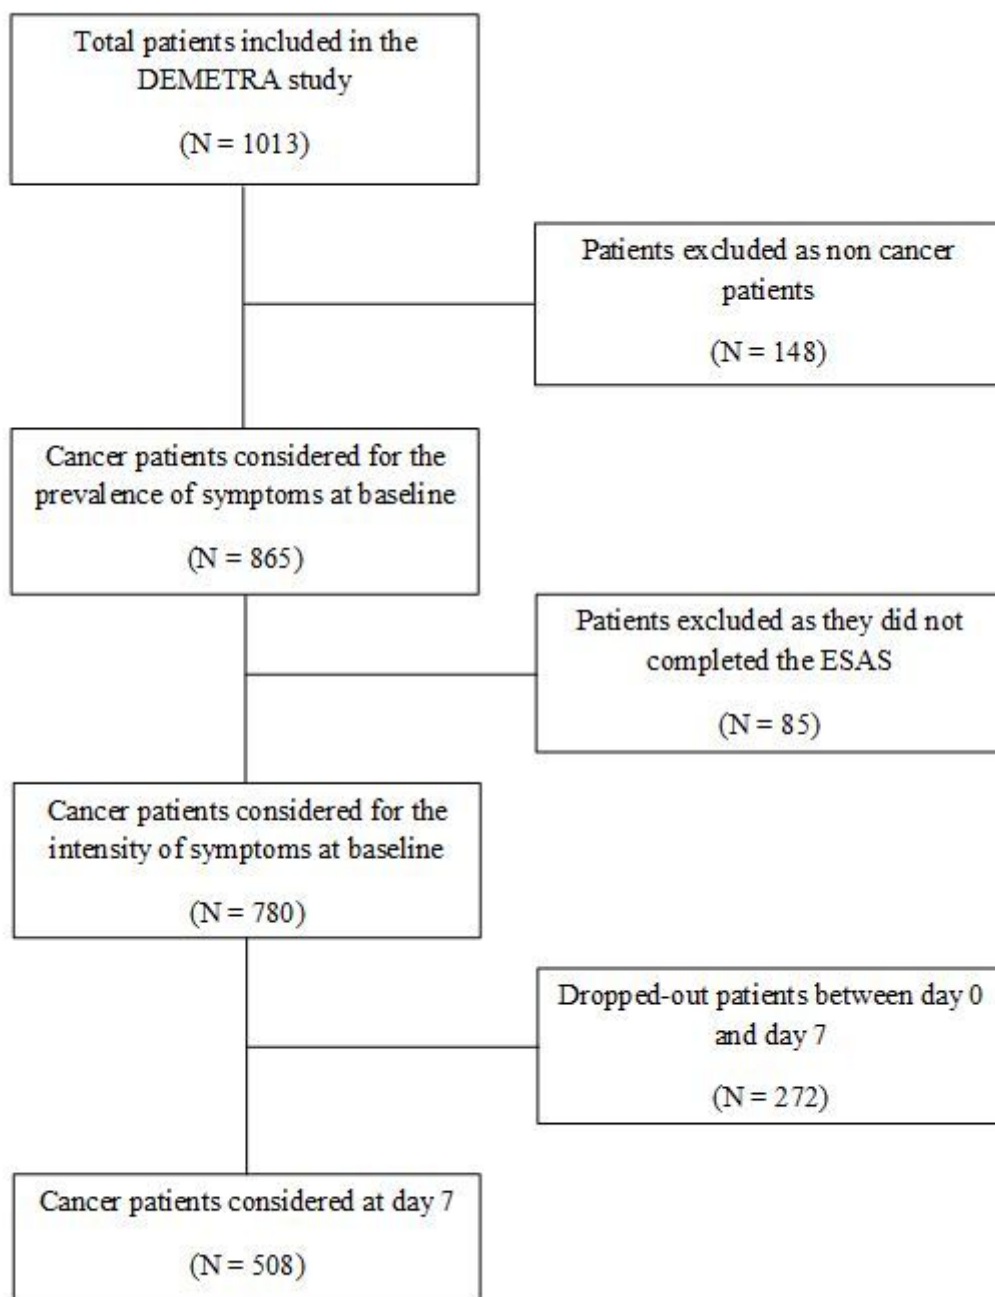 Total patients included in the
DEMETRA study
(N = 1013)
Patients excluded as non cancer
patients
(N = 148)
Cancer patients considered for the
prevalence of symptoms at baseline
(N = 865)
Patients excluded as they did not
completed the ESAS
(N = 85)
Cancer patients considered for the
intensity of symptoms at baseline
(N = 780)
Dropped-out patients between day 0
and day 7
(N = 272)
Cancer patients considered at day 7
(N = 508)